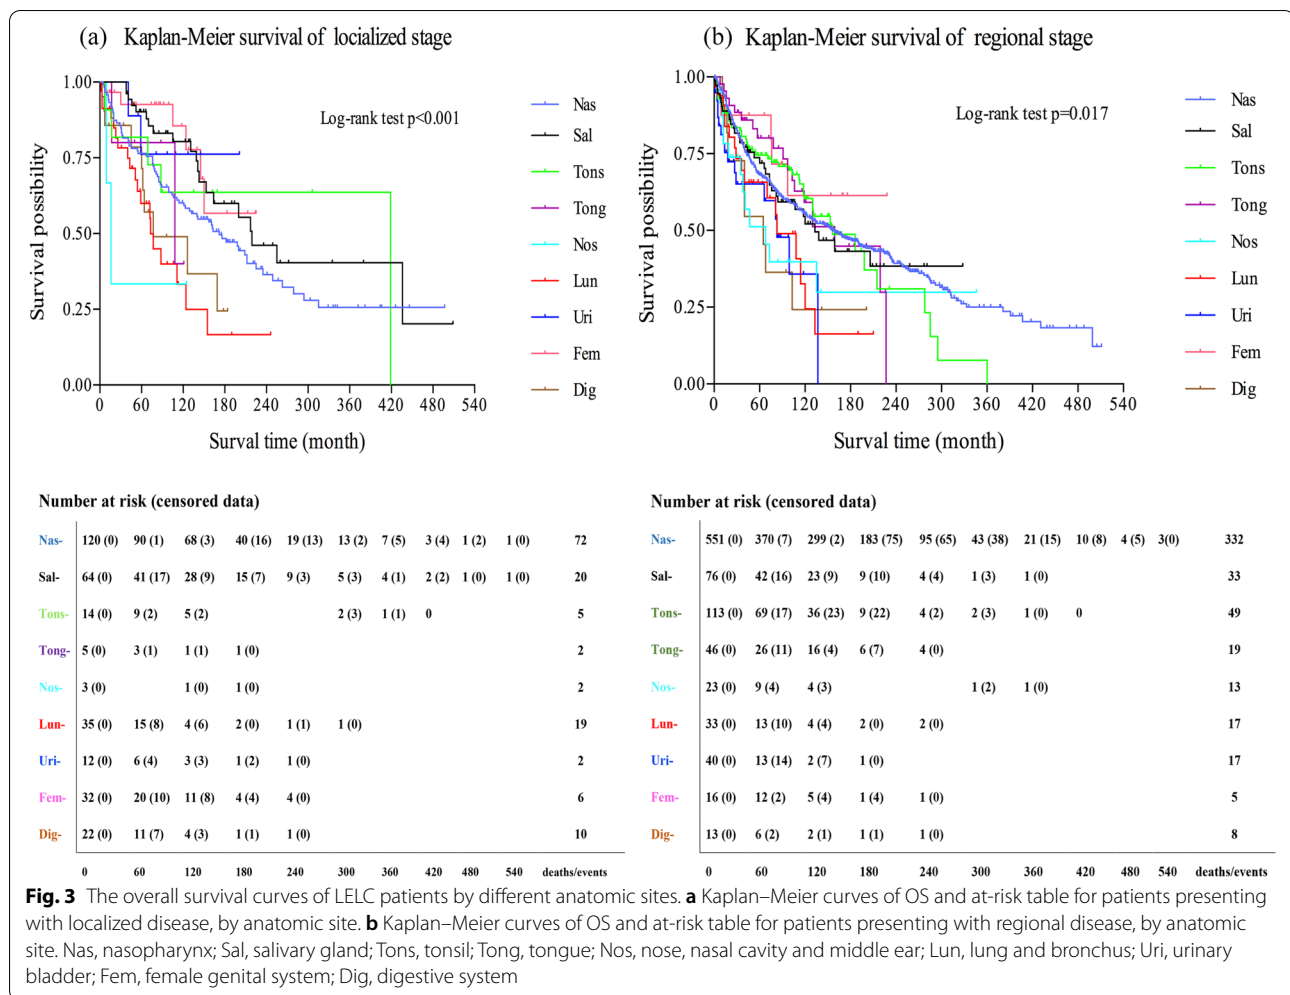 (a) Kaplan-Meier survival of locialized stage
Survival possibility
1.00
0.75
0.50
0.25
0.00
Log-rank test p<0.001
Nas
Sal
Tons
Tong
Nos
Lun
Uri
Fem
Dig
0 60 120 180 240 300 360 420 480 540
Surval time (month)
(b) Kaplan-Meier survival of regional stage
Survival possibility
1.00
0.75
0.50
0.25
0.00
Log-rank test p=0.017
Nas
Sal
Tons
Tong
Nos
Lun
Uri
Fem
Dig
0 60 120 180 240 300 360 420 480 540
Surval time (month)
Number at risk (censored data)
Nas- 120 (0) 90 (1) 68 (3) 40 (16) 19 (13) 13 (2) 7 (5) 3 (4) 1 (2) 1 (0) 72
Sal- 64 (0) 41 (17) 28 (9) 15 (7) 9 (3) 5 (3) 4 (1) 2 (2) 1 (0) 1 (0) 20
Tons- 14 (0) 9 (2) 5 (2) 2 (3) 1 (1) 0 5
Tong- 5 (0) 3 (1) 1 (1) 1 (0) 2
Nos- 3 (0) 1 (0) 1 (0) 2
Lun- 35 (0) 15 (8) 4 (6) 2 (0) 1 (1) 1 (0) 19
Uri- 12 (0) 6 (4) 3 (3) 1 (2) 1 (0) 2
Fem- 32 (0) 20 (10) 11 (8) 4 (4) 4 (0) 6
Dig- 22 (0) 11 (7) 4 (3) 1 (1) 1 (0) 10
0 60 120 180 240 300 360 420 480 540 deaths/events
Number at risk (censored data)
Nas- 551 (0) 370 (7) 299 (2) 183 (75) 95 (65) 43 (38) 21 (15) 10 (8) 4 (5) 3(0) 332
Sal- 76 (0) 42 (16) 23 (9) 9 (10) 4 (4) 1 (3) 1 (0) 33
Tons- 113 (0) 69 (17) 36 (23) 9 (22) 4 (2) 2 (3) 1 (0) 0 49
Tong- 46 (0) 26 (11) 16 (4) 6 (7) 4 (0) 19
Nos- 23 (0) 9 (4) 4 (3) 1 (2) 1 (0) 13
Lun- 33 (0) 13 (10) 4 (4) 2 (0) 2 (0) 17
Uri- 40 (0) 13 (14) 2 (7) 1 (0) 17
Fem- 16 (0) 12 (2) 5 (4) 1 (4) 1 (0) 5
Dig- 13 (0) 6 (2) 2 (1) 1 (1) 1 (0) 8
0 60 120 180 240 300 360 420 480 540 deaths/events
Fig. 3 The overall survival curves of LELC patients by different anatomic sites. a Kaplan–Meier curves of OS and at-risk table for patients presenting
with localized disease, by anatomic site. b Kaplan–Meier curves of OS and at-risk table for patients presenting with regional disease, by anatomic
site. Nas, nasopharynx; Sal, salivary gland; Tons, tonsil; Tong, tongue; Nos, nose, nasal cavity and middle ear; Lun, lung and bronchus; Uri, urinary
bladder; Fem, female genital system; Dig, digestive system